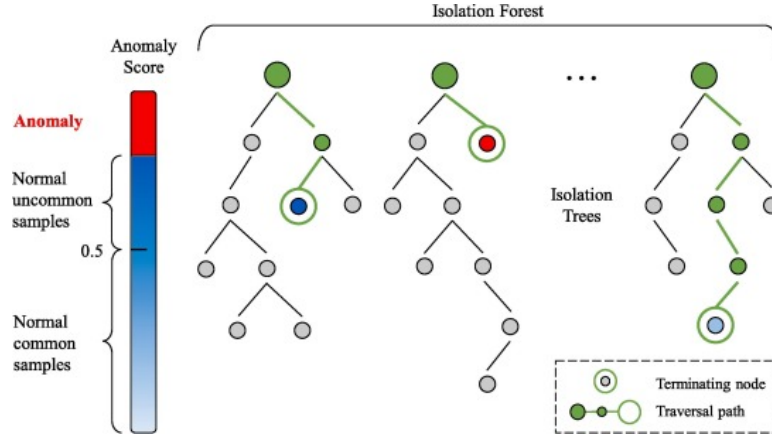 Isolation Forest
Anomaly
Score
Anomaly
Normal
uncommon
samples
0.5
Normal
common
samples
...
Isolation
Trees
Terminating node
Traversal path